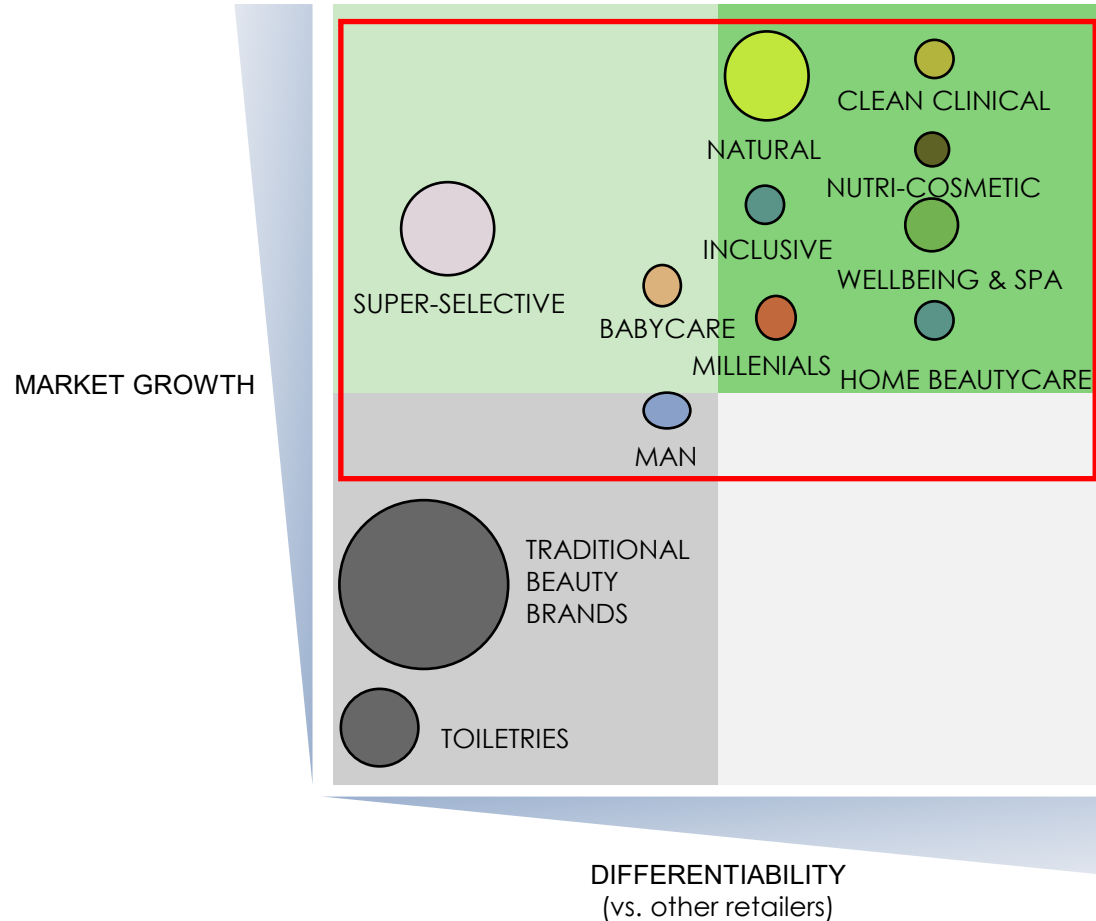 CLEAN CLINICAL
NATURAL
NUTRI-COSMETIC
INCLUSIVE
WELLBEING & SPA
SUPER-SELECTIVE
BABYCARE
MILLENIALS
HOME BEAUTYCARE
MARKET GROWTH
MAN
TRADITIONAL
BEAUTY
BRANDS
TOILETRIES
DIFFERENTIABILITY
(vs. other retailers)